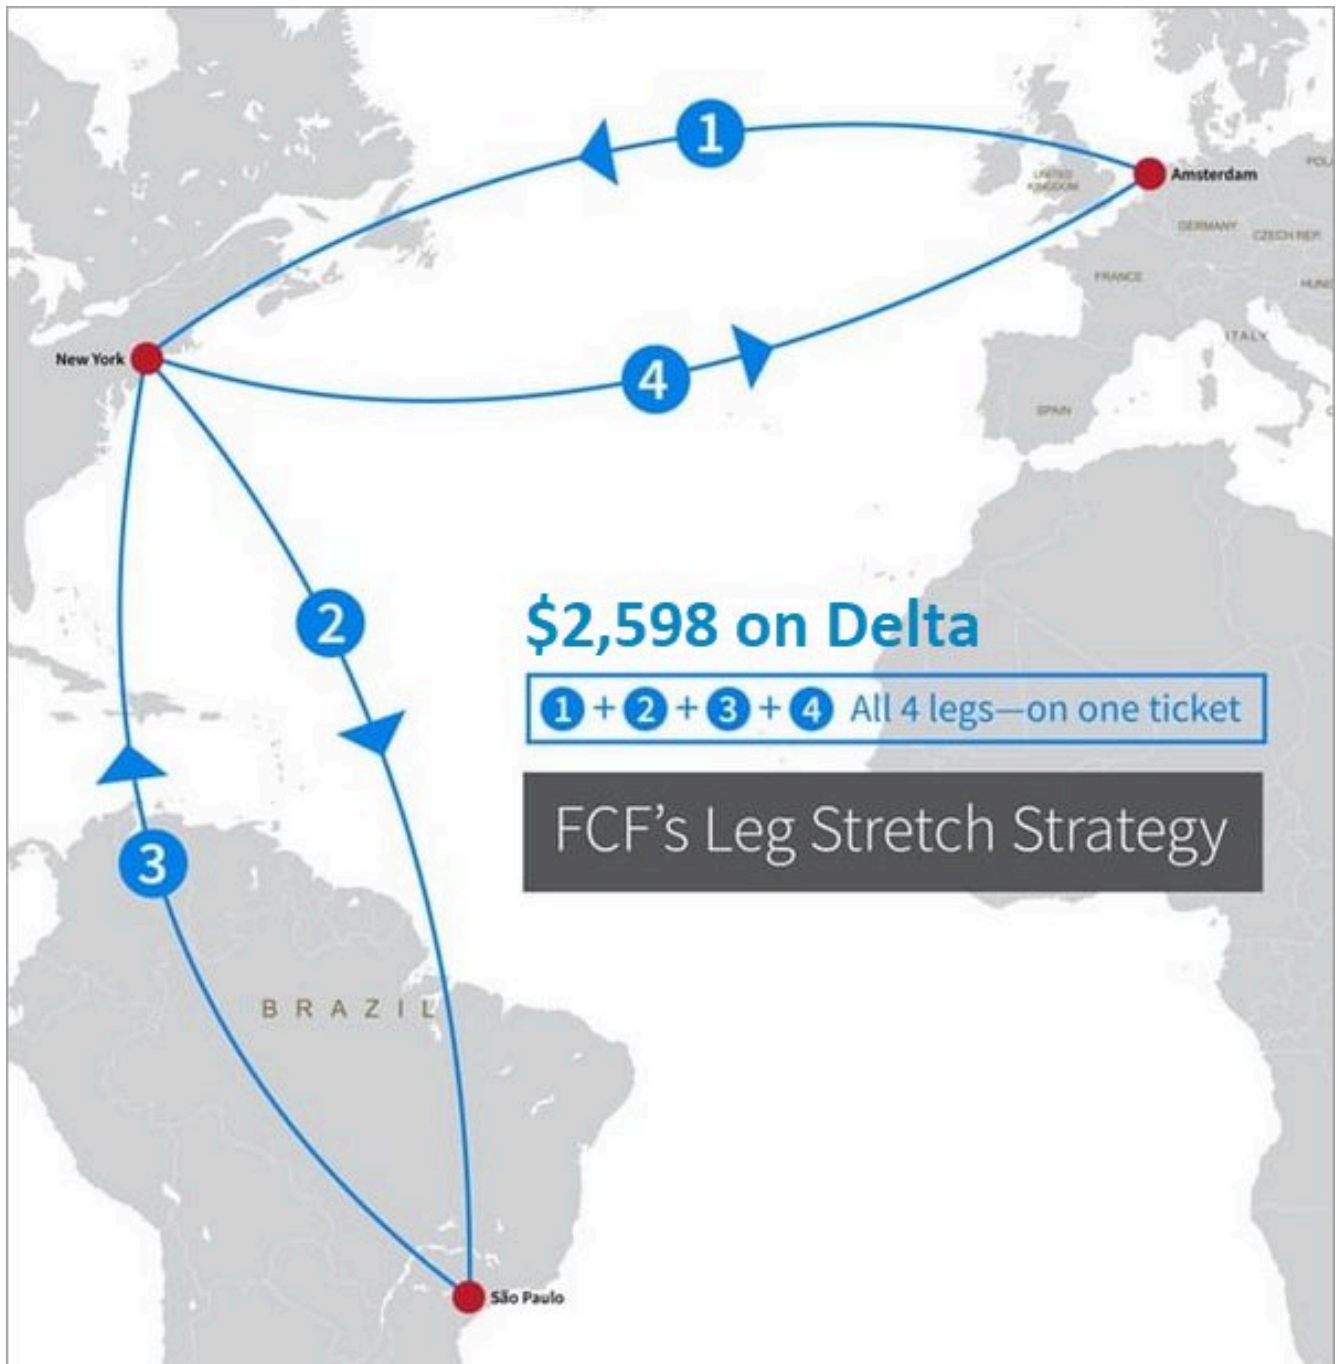 1
Amsterdam
UNITED
KINGDOM
GERMANY
CZECH REP.
FRANCE
ITALY
New York
4
SPAIN
2
$2,598 on Delta
1 + 2 + 3 + 4 All 4 legs—on one ticket
FCF's Leg Stretch Strategy
3
BRAZIL
São Paulo